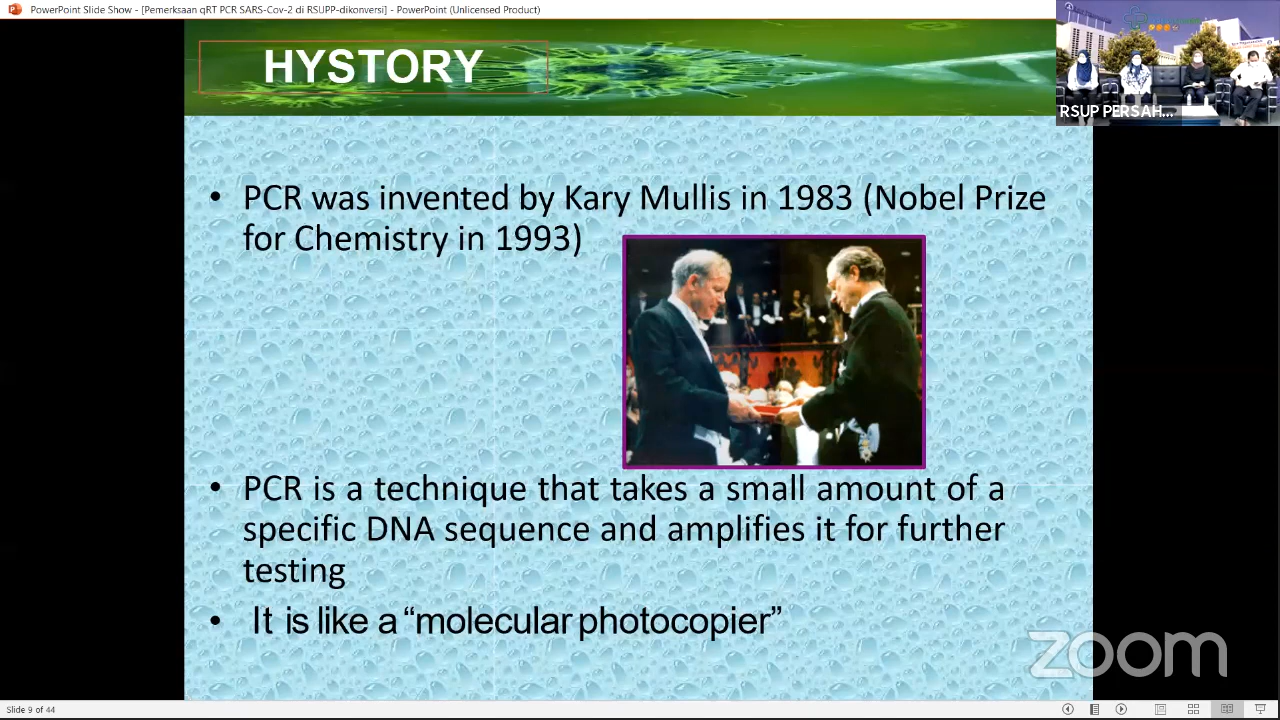 PowerPoint Slide Show - [Pemerksaan qRT PCR SARS-Cov-2 di RSUPP-dikonversi] - PowerPoint (Unlicensed Product)
HYSTORY
RSUP PERSAH...
• PCR was invented by Kary Mullis in 1983 (Nobel Prize
for Chemistry in 1993)
• PCR is a technique that takes a small amount of a
specific DNA sequence and amplifies it for further
testing
• It is like a “molecular photocopier”
zoom
Slide 9 of 44